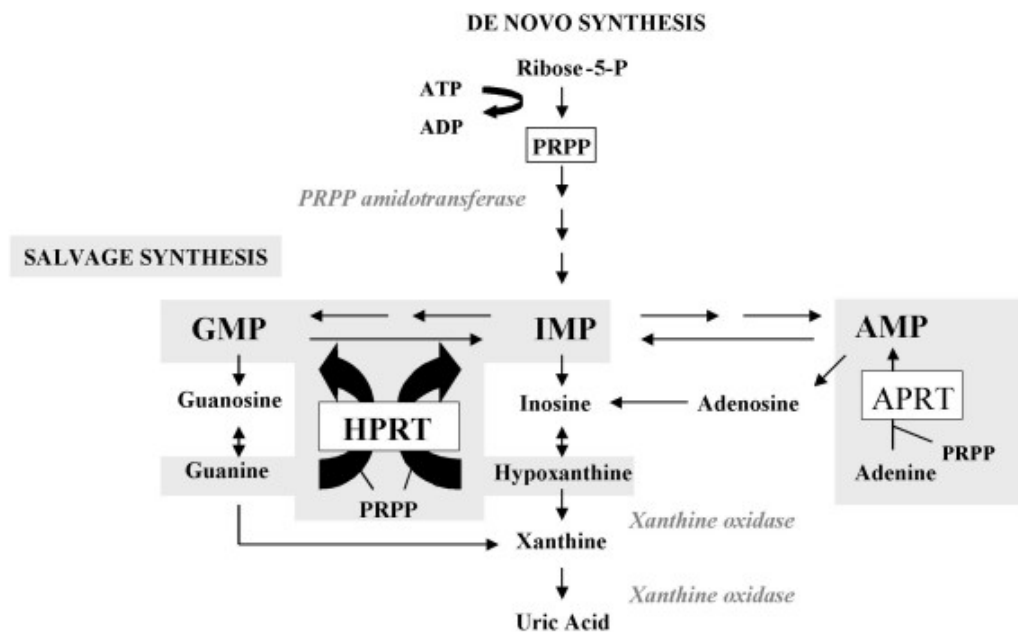 DE NOVO SYNTHESIS
Ribose-5-P
ATP
ADP
PRPP
PRPP amidotransferase
SALVAGE SYNTHESIS
GMP
IMP
AMP
Guanosine
HPRT
Inosine
Adenosine
APRT
Guanine
PRPP
Hypoxanthine
Adenine
PRPP
Xanthine oxidase
Xanthine
Xanthine oxidase
Uric Acid